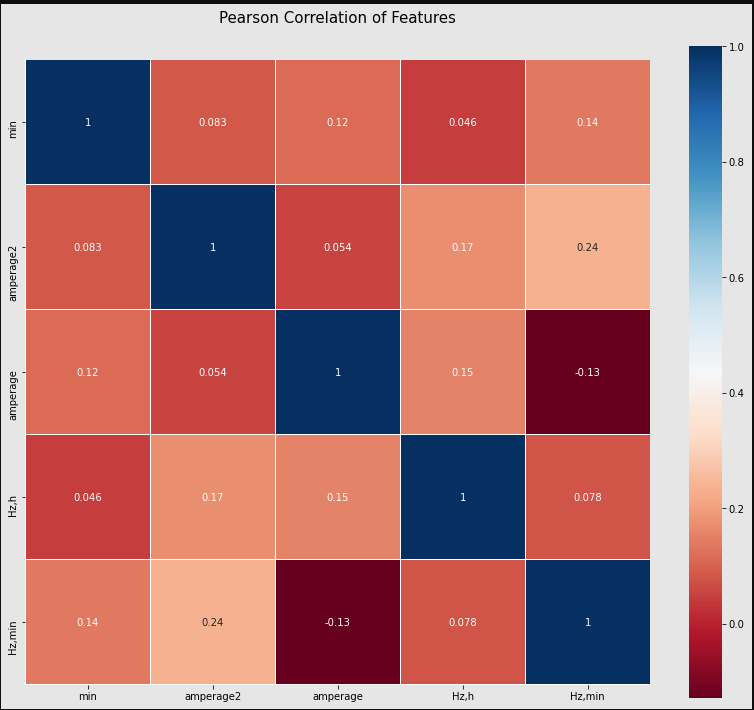 Pearson Correlation of Features
min 1 0.083 0.12 0.046 0.14
amperage2 0.083 1 0.054 0.17 0.24
amperage 0.12 0.054 1 0.15 -0.13
Hz,h 0.046 0.17 0.15 1 0.078
Hz,min 0.14 0.24 -0.13 0.078 1
min amperage2 amperage Hz,h Hz,min
1.0
0.8
0.6
0.4
0.2
0.0